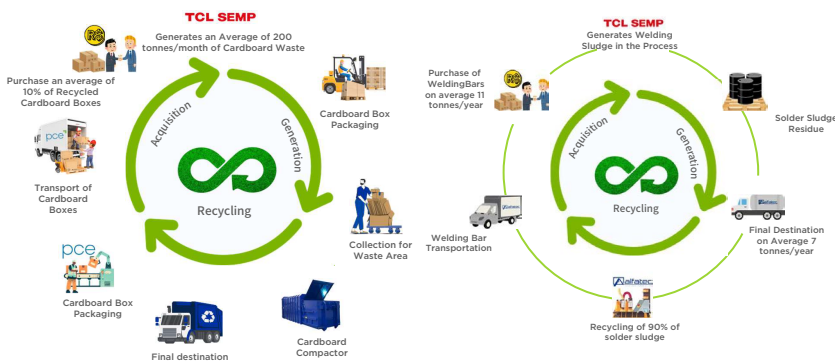 TCL SEMP
Generates an Average of 200
tonnes/month of Cardboard Waste
Purchase an average of
10% of Recycled
Cardboard Boxes
Cardboard Box
Packaging
Acquisition
Generation
Recycling
pce
Transport of
Cardboard
Boxes
Collection for
Waste Area
pce
Cardboard Box
Packaging
Final destination
Cardboard
Compactor
TCL SEMP
Generates Welding
Sludge in the Process
Purchase of
WeldingBars
on average 11
tonnes/year
Solder Sludge
Residue
Acquisition
Generation
Recycling
Welding Bar
Transportation
Final Destination
on Average 7
tonnes/year
alfatec
Recycling of 90% of
solder sludge